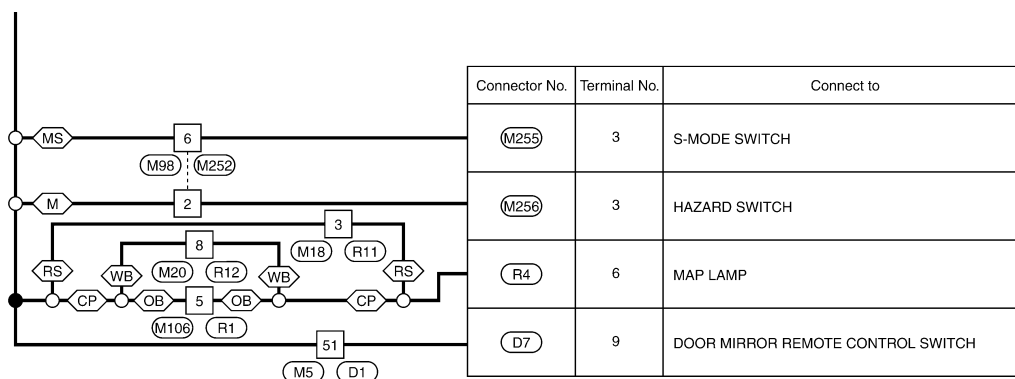 Connector No. Terminal No. Connect to
MS 6 M255 3 S-MODE SWITCH
M98 M252
M 2 M256 3 HAZARD SWITCH
3
M18 R11
8
RS WB M20 R12 WB RS R4 6 MAP LAMP
CP OB 5 OB CP
M106 R1
51 D7 9 DOOR MIRROR REMOTE CONTROL SWITCH
M5 D1